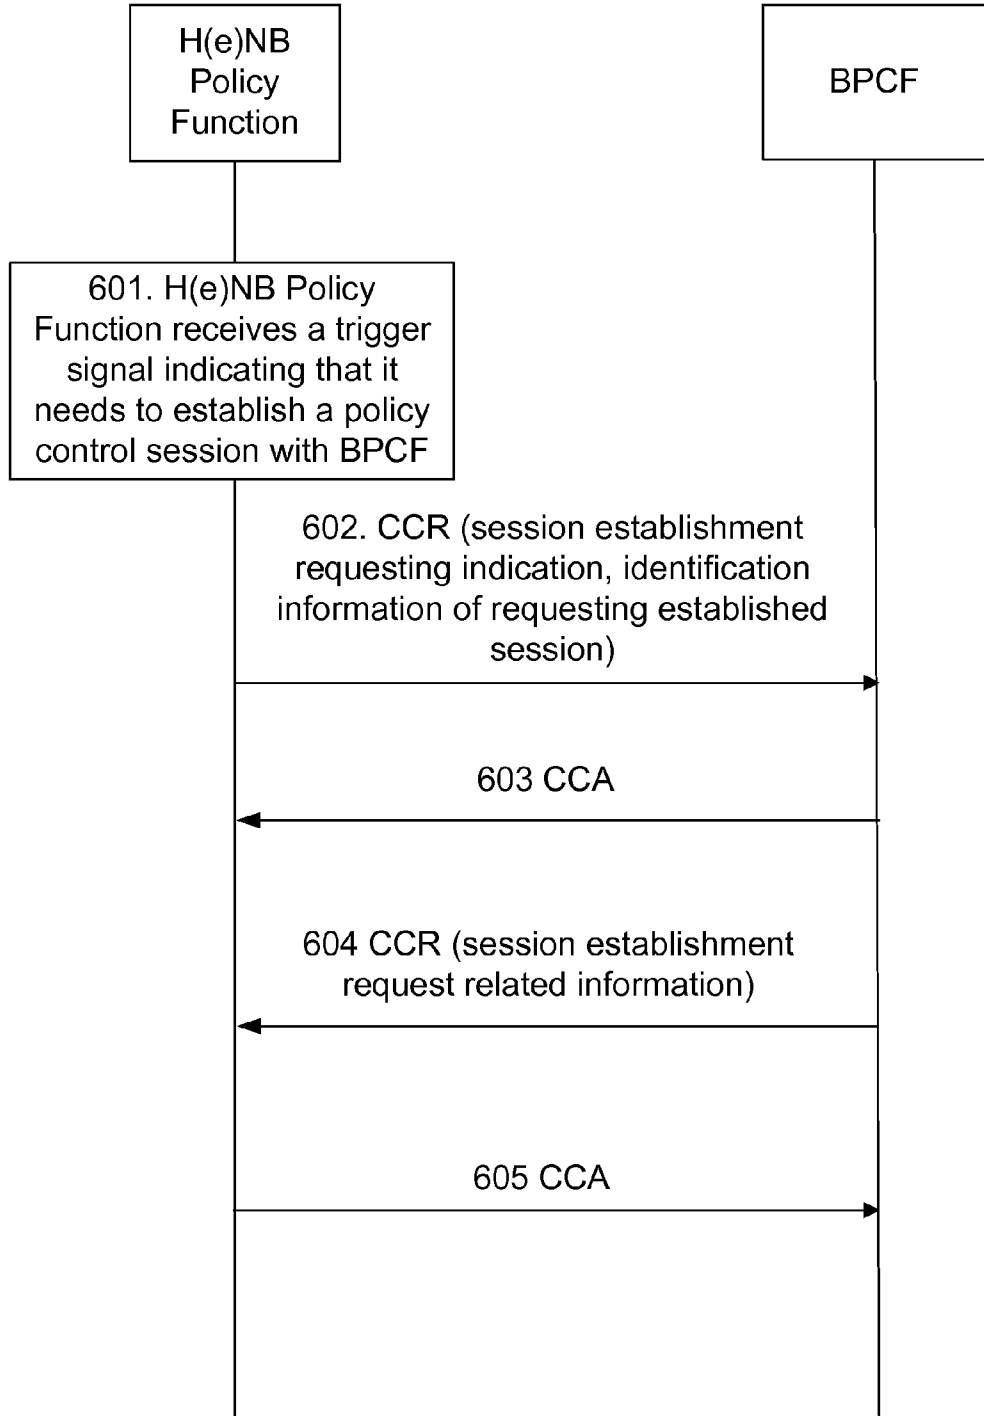 H(e)NB
Policy
Function
BPCF
601. H(e)NB Policy
Function receives a trigger
signal indicating that it
needs to establish a policy
control session with BPCF
602. CCR (session establishment
requesting indication, identification
information of requesting established
session)
603 CCA
604 CCR (session establishment
request related information)
605 CCA